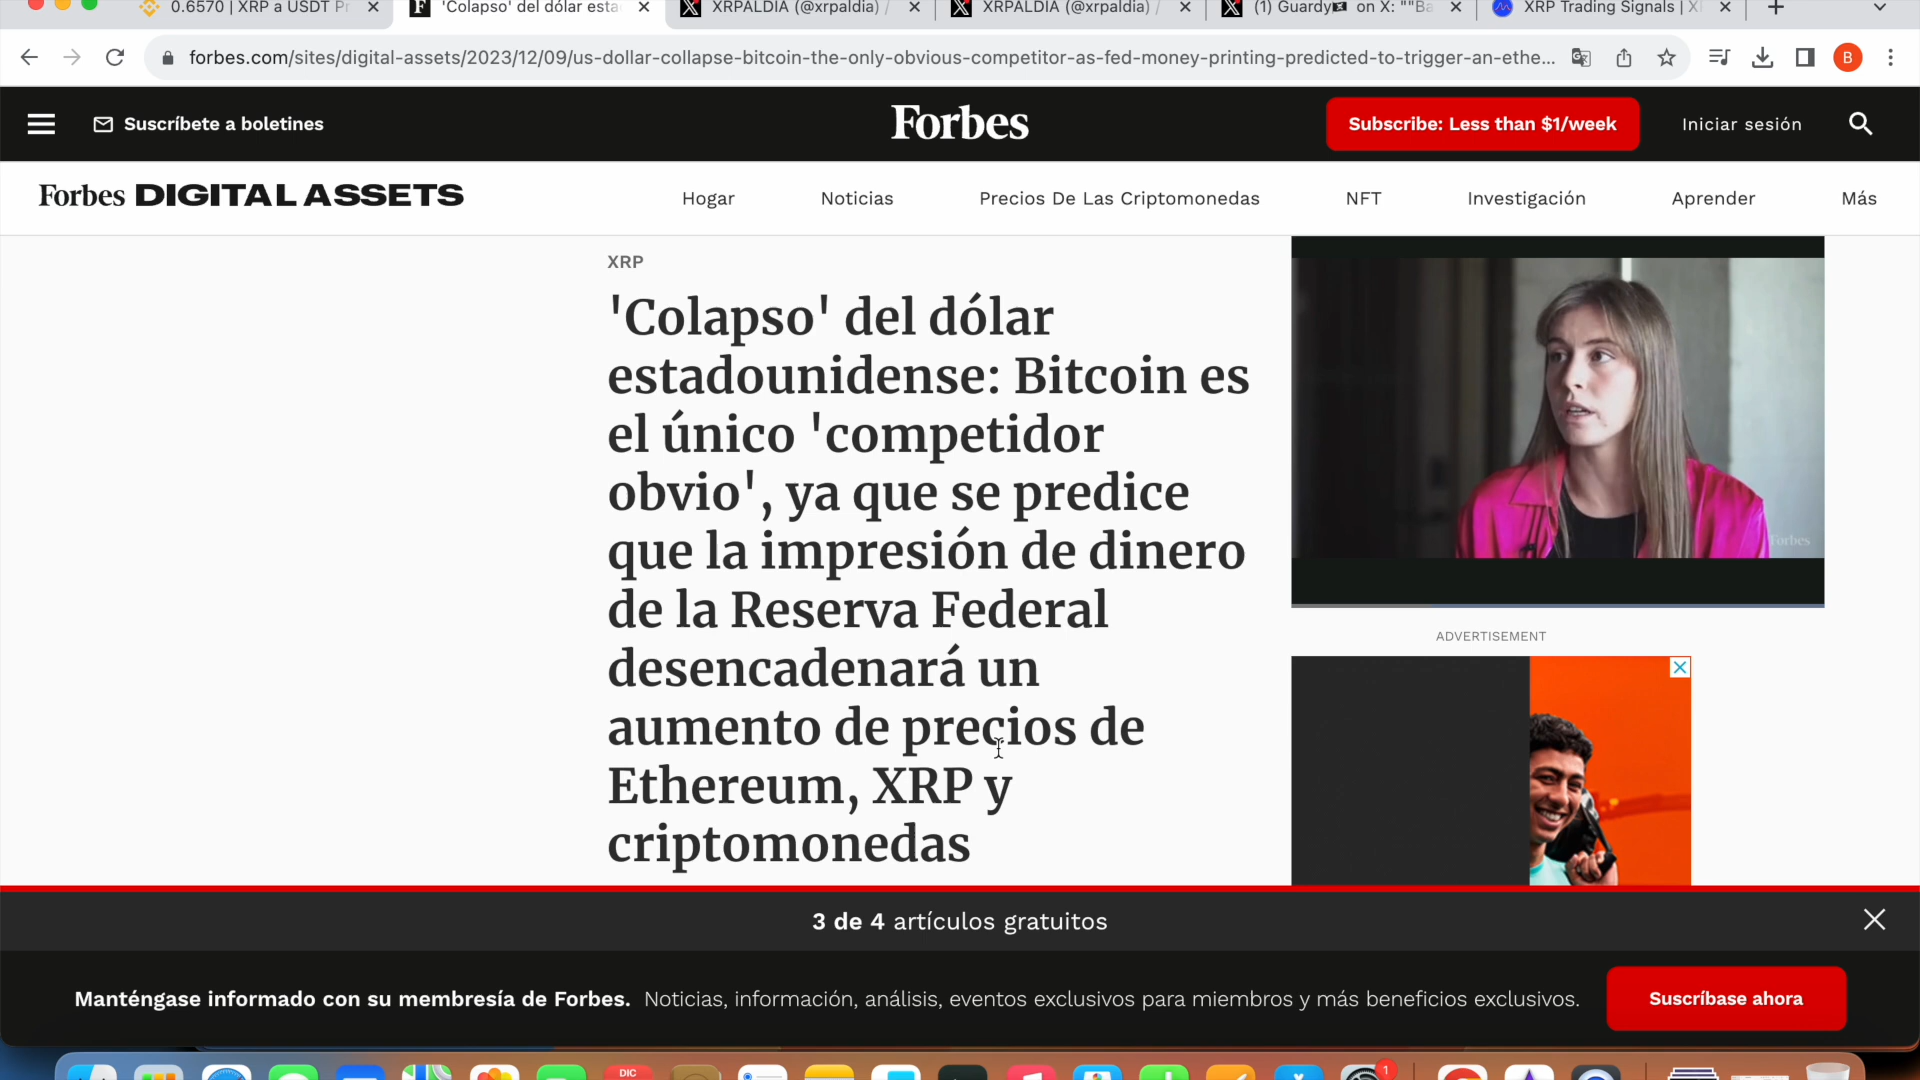 0.6570 | XRP a USDT
'Colapso' del dólar esta
XRPALDIA (@xrpaldia) /
XRPALDIA (@xrpaldia) /
(1) Guardy on X: ""Ba
XRP Trading Signals |
forbes.com/sites/digital-assets/2023/12/09/us-dollar-collapse-bitcoin-the-only-obvious-competitor-as-fed-money-printing-predicted-to-trigger-an-ethe...
B
Suscríbete a boletines
Forbes
Subscribe: Less than $1/week
Iniciar sesión
Forbes DIGITAL ASSETS
Hogar
Noticias
Precios De Las Criptomonedas
NFT
Investigación
Aprender
Más
XRP
'Colapso' del dólar
estadounidense: Bitcoin es
el único 'competidor
obvio', ya que se predice
que la impresión de dinero
de la Reserva Federal
desencadenará un
aumento de precios de
Ethereum, XRP y
criptomonedas
Forbes
ADVERTISEMENT
3 de 4 artículos gratuitos
Manténgase informado con su membresía de Forbes. Noticias, información, análisis, eventos exclusivos para miembros y más beneficios exclusivos.
Suscríbase ahora
DIC
1